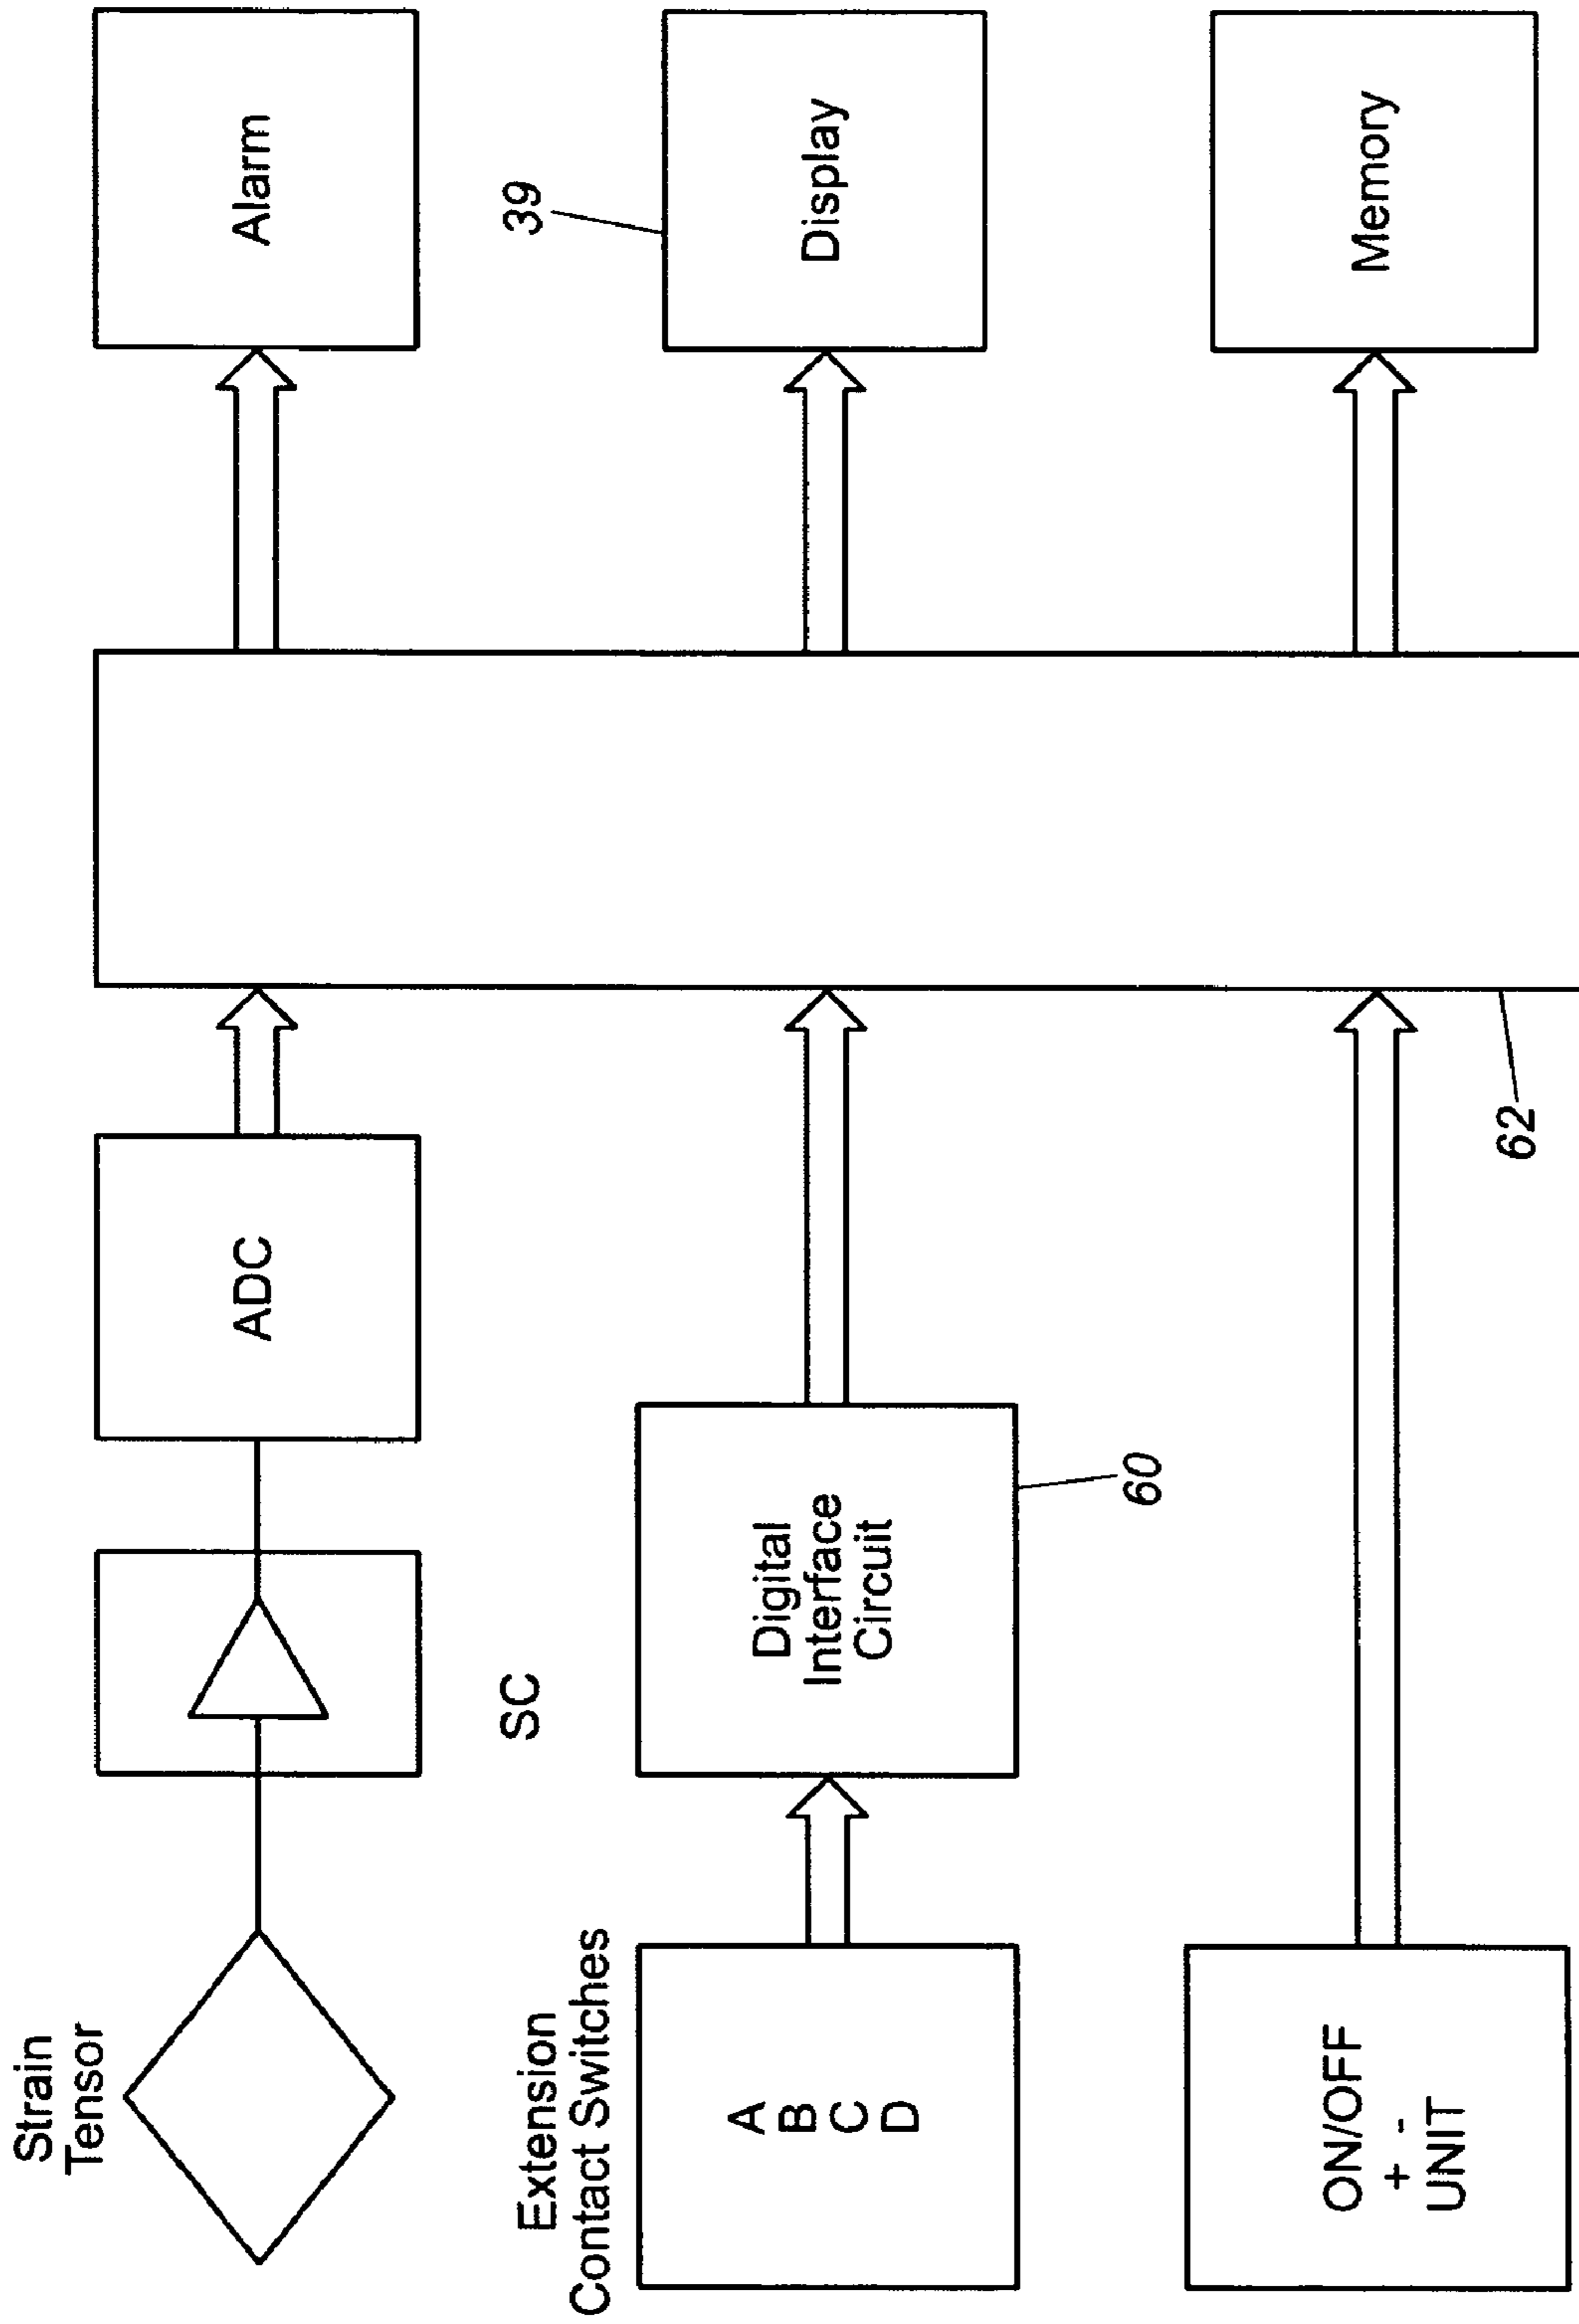 Strain
Tensor
SC
ADC
Alarm
Extension
Contact Switches
A
B
C
D
Digital
Interface
Circuit
60
39
Display
ON/OFF
+ -
UNIT
62
Memory